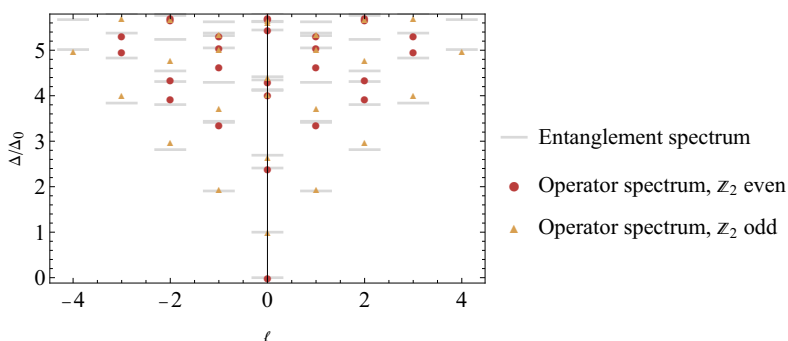 Δ/Δ₀
5
4
3
2
1
0
−4
−2
0
2
4
ℓ
Entanglement spectrum
Operator spectrum, ℤ₂ even
Operator spectrum, ℤ₂ odd